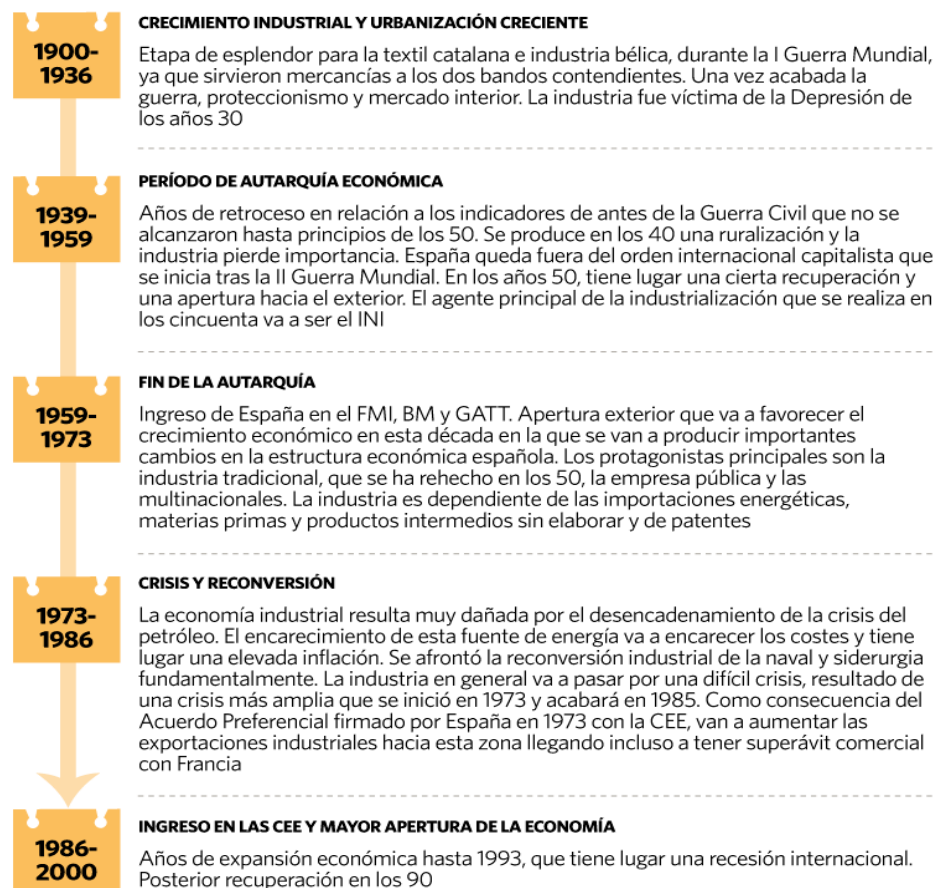 1900-
1936
CRECIMIENTO INDUSTRIAL Y URBANIZACIÓN CRECIENTE
Etapa de esplendor para la textil catalana e industria bélica, durante la I Guerra Mundial,
ya que sirvieron mercancías a los dos bandos contendientes. Una vez acabada la
guerra, proteccionismo y mercado interior. La industria fue víctima de la Depresión de
los años 30
1939-
1959
PERÍODO DE AUTARQUÍA ECONÓMICA
Años de retroceso en relación a los indicadores de antes de la Guerra Civil que no se
alcanzaron hasta principios de los 50. Se produce en los 40 una ruralización y la
industria pierde importancia. España queda fuera del orden internacional capitalista que
se inicia tras la II Guerra Mundial. En los años 50, tiene lugar una cierta recuperación y
una apertura hacia el exterior. El agente principal de la industrialización que se realiza en
los cincuenta va a ser el INI
1959-
1973
FIN DE LA AUTARQUÍA
Ingreso de España en el FMI, BM y GATT. Apertura exterior que va a favorecer el
crecimiento económico en esta década en la que se van a producir importantes
cambios en la estructura económica española. Los protagonistas principales son la
industria tradicional, que se ha rehecho en los 50, la empresa pública y las
multinacionales. La industria es dependiente de las importaciones energéticas,
materias primas y productos intermedios sin elaborar y de patentes
1973-
1986
CRISIS Y RECONVERSIÓN
La economía industrial resulta muy dañada por el desencadenamiento de la crisis del
petróleo. El encarecimiento de esta fuente de energía va a encarecer los costes y tiene
lugar una elevada inflación. Se afrontó la reconversión industrial de la naval y siderurgia
fundamentalmente. La industria en general va a pasar por una difícil crisis, resultado de
una crisis más amplia que se inició en 1973 y acabará en 1985. Como consecuencia del
Acuerdo Preferencial firmado por España en 1973 con la CEE, van a aumentar las
exportaciones industriales hacia esta zona llegando incluso a tener superávit comercial
con Francia
1986-
2000
INGRESO EN LAS CEE Y MAYOR APERTURA DE LA ECONOMÍA
Años de expansión económica hasta 1993, que tiene lugar una recesión internacional.
Posterior recuperación en los 90